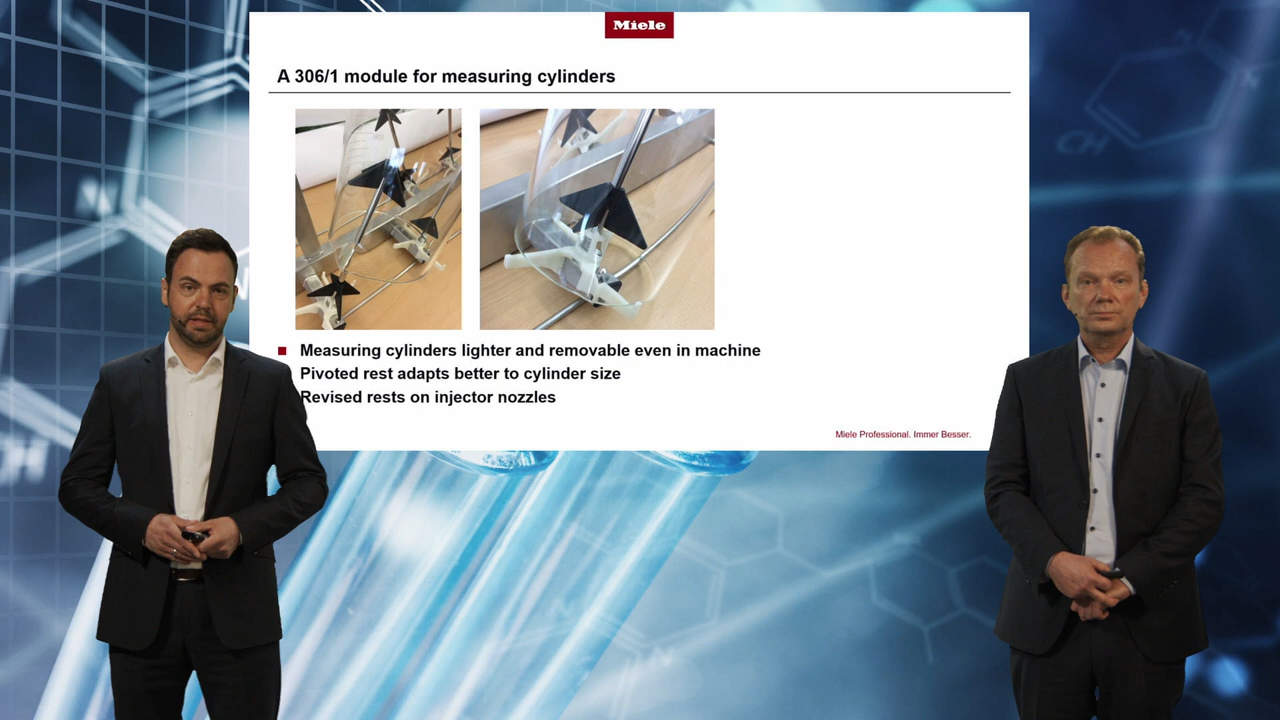 Miele
A 306/1 module for measuring cylinders
Measuring cylinders lighter and removable even in machine
Pivoted rest adapts better to cylinder size
Revised rests on injector nozzles
Miele Professional. Immer Besser.
CH
N
N
H
N